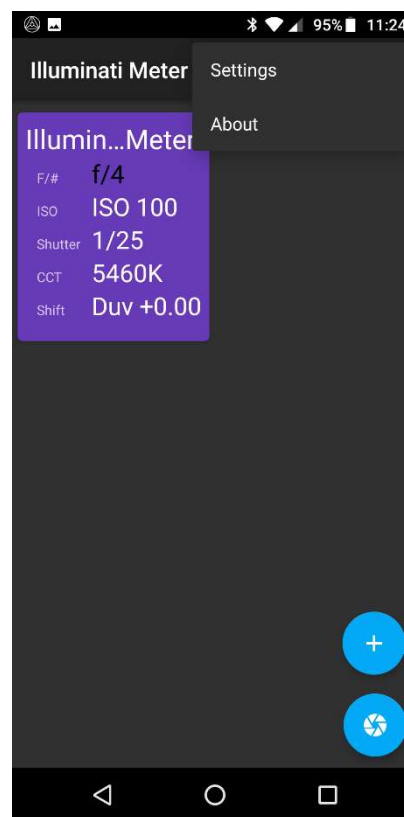 95% 11:24
Illuminati Meter
Settings
About
Illumin...Meter
F/# f/4
ISO ISO 100
Shutter 1/25
CCT 5460K
Shift Duv +0.00